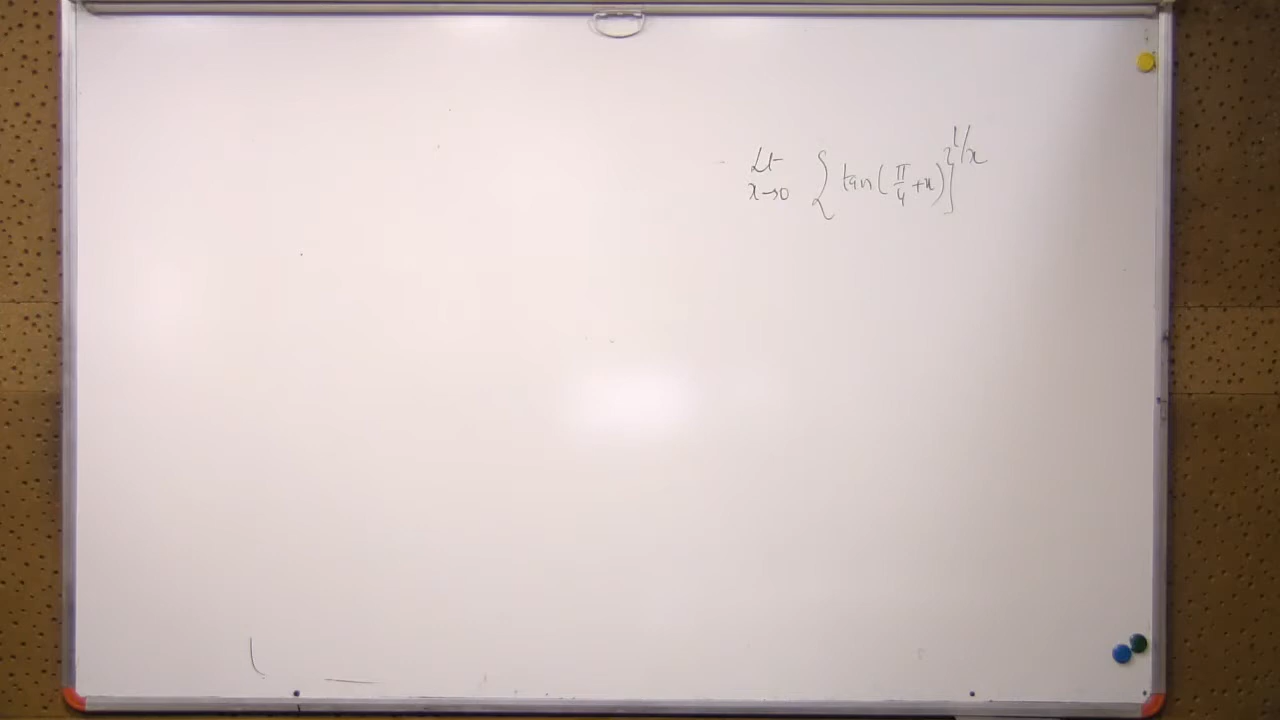 Lt x→0 { tan(π/4 + x) }^1/x